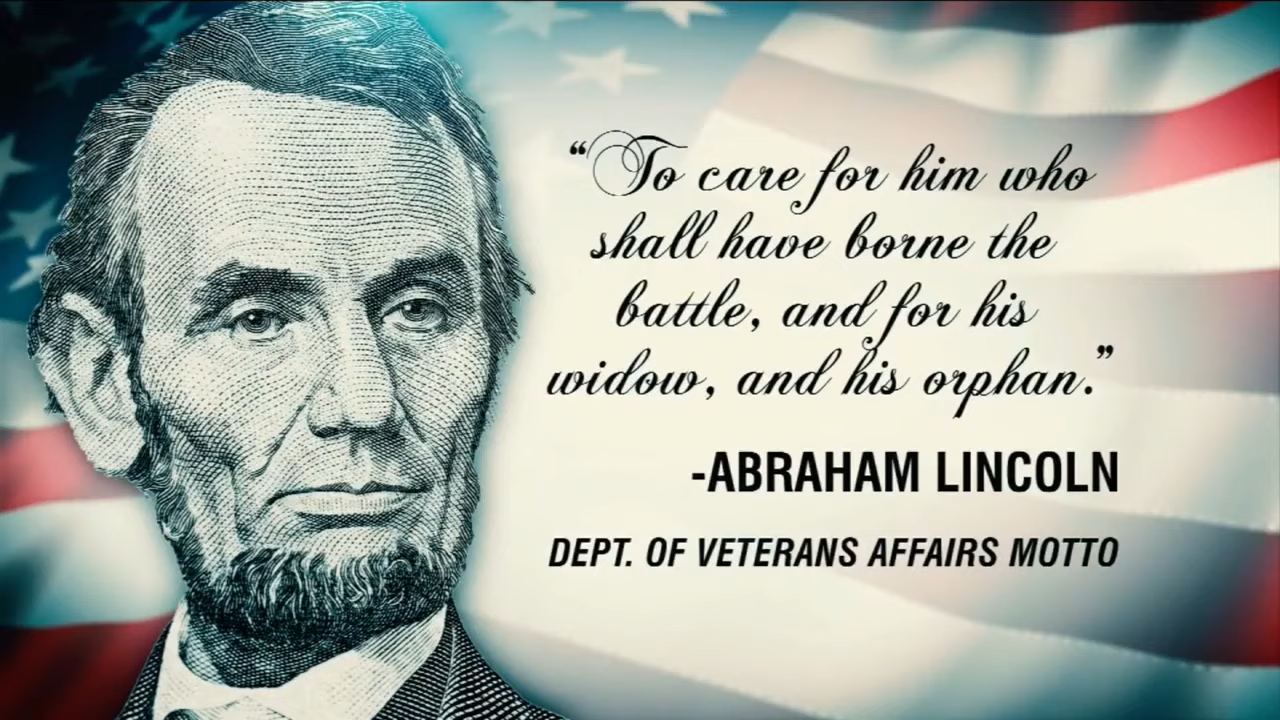 “To care for him who
shall have borne the
battle, and for his
widow, and his orphan.”
-ABRAHAM LINCOLN
DEPT. OF VETERANS AFFAIRS MOTTO